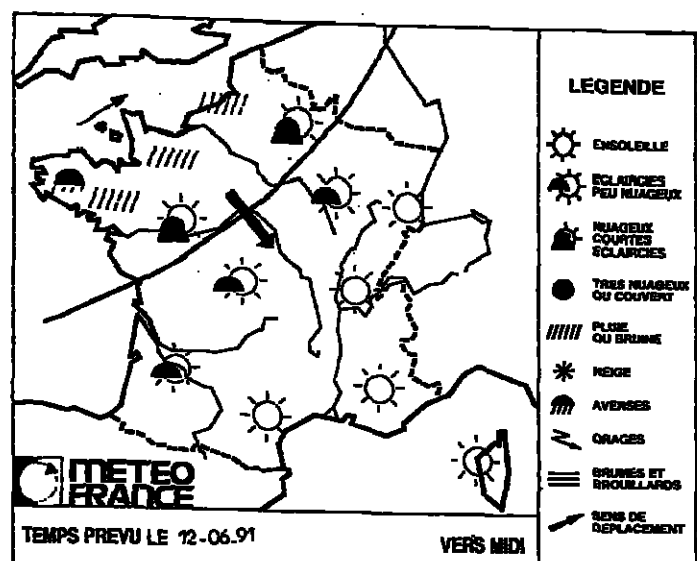 LEGENDE
ENSOLEILLE
ECLAIRCIES
PEU NUAGEUX
NUAGEUX
COURTES
ECLAIRCIES
TRES NUAGEUX
OU COUVERT
PLUIE
OU BRUINE
NEIGE
AVERSES
ORAGES
BRUMES ET
BROUILLARDS
SENS DE
DEPLACEMENT
METEO
FRANCE
TEMPS PREVU LE 12-06-91
VERS MIDI